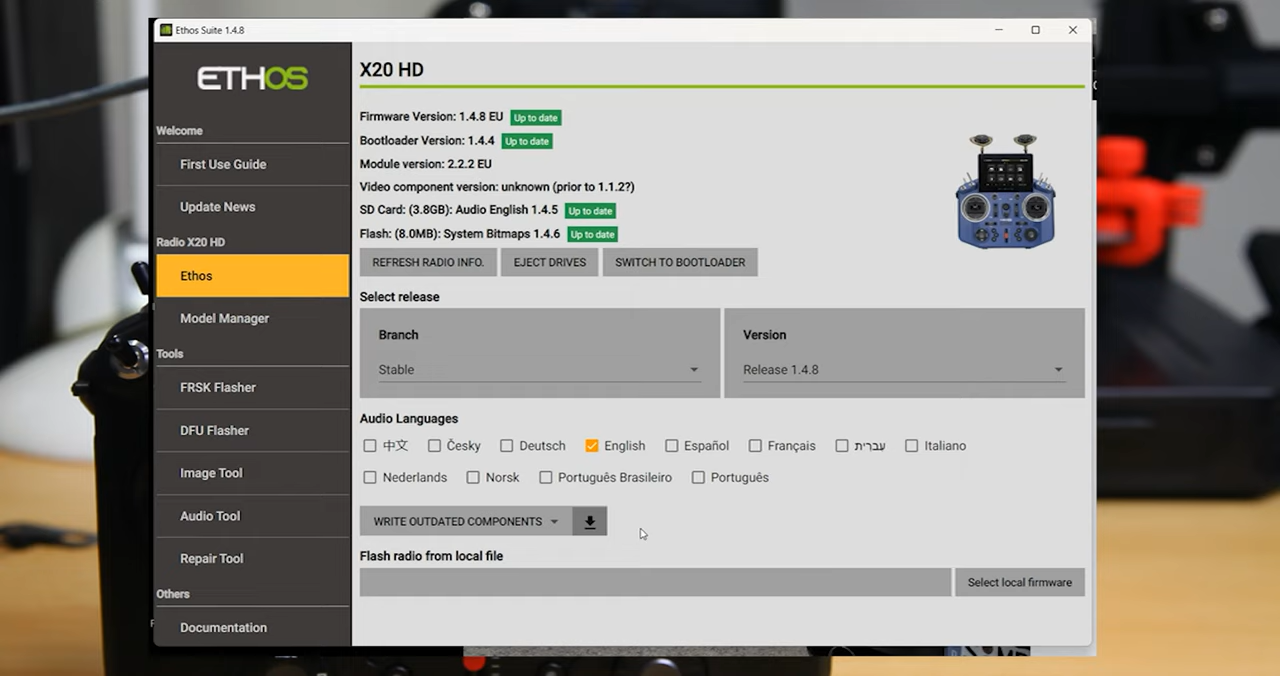 Ethos Suite 1.4.8
ETHOS
Welcome
First Use Guide
Update News
Radio X20 HD
Ethos
Model Manager
Tools
FRSK Flasher
DFU Flasher
Image Tool
Audio Tool
Repair Tool
Others
Documentation
X20 HD
Firmware Version: 1.4.8 EU Up to date
Bootloader Version: 1.4.4 Up to date
Module version: 2.2.2 EU
Video component version: unknown (prior to 1.1.2?)
SD Card: (3.8GB): Audio English 1.4.5 Up to date
Flash: (8.0MB): System Bitmaps 1.4.6 Up to date
REFRESH RADIO INFO. EJECT DRIVES SWITCH TO BOOTLOADER
Select release
Branch
Stable
Version
Release 1.4.8
Audio Languages
中文 Česky Deutsch English Español Français עברית Italiano
Nederlands Norsk Português Brasileiro Português
WRITE OUTDATED COMPONENTS
Flash radio from local file
Select local firmware